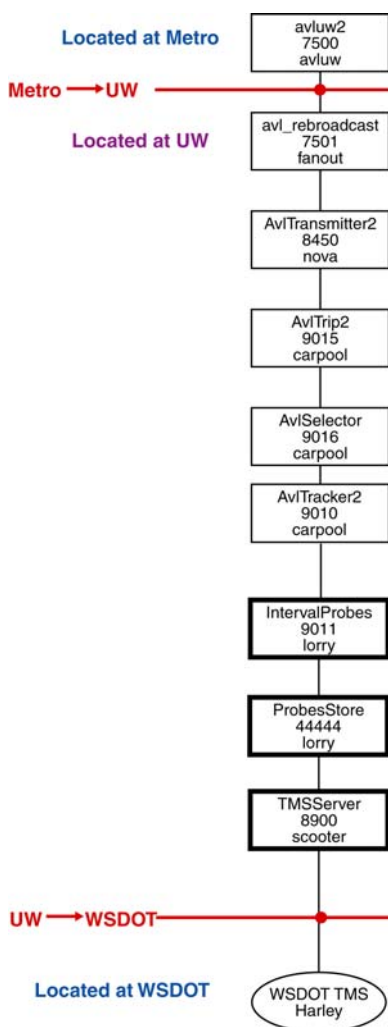 Located at Metro
avluw2
7500
avluw
Metro → UW
Located at UW
avl_rebroadcast
7501
fanout
AvlTransmitter2
8450
nova
AvlTrip2
9015
carpool
AvlSelector
9016
carpool
AvlTracker2
9010
carpool
IntervalProbes
9011
lorry
ProbesStore
44444
lorry
TMSServer
8900
scooter
UW → WSDOT
Located at WSDOT
WSDOT TMS
Harley